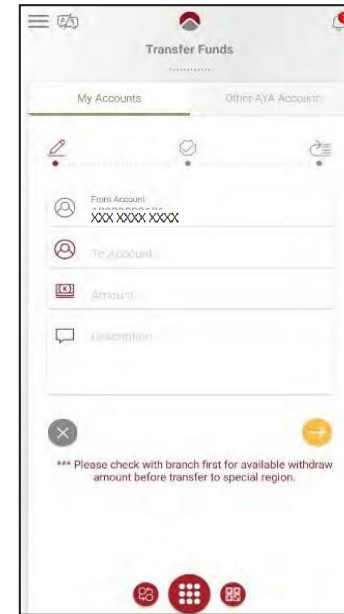 Transfer Funds
My Accounts
Other AYA Account
From Account
XXX XXXX XXXX
To Account
Amount
Description
*** Please check with branch first for available withdraw
amount before transfer to special region.